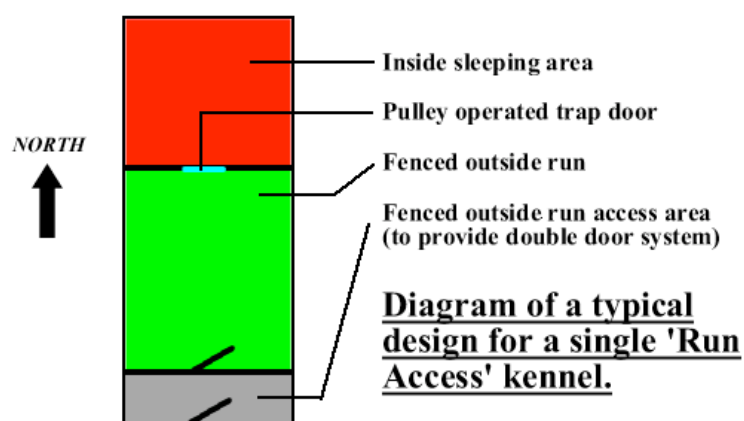 Inside sleeping area
Pulley operated trap door
NORTH
Fenced outside run
Fenced outside run access area
(to provide double door system)
Diagram of a typical
design for a single 'Run
Access' kennel.